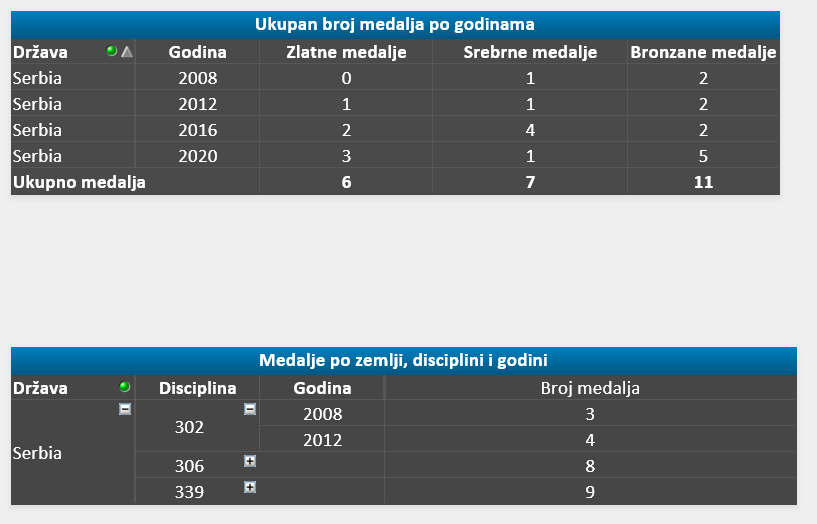 Ukupan broj medalja po godinama
Država Godina Zlatne medalje Srebrne medalje Bronzane medalje
Serbia 2008 0 1 2
Serbia 2012 1 1 2
Serbia 2016 2 4 2
Serbia 2020 3 1 5
Ukupno medalja 6 7 11
Medalje po zemlji, disciplini i godini
Država Disciplina Godina Broj medalja
Serbia 302 2008 3
2012 4
306 8
339 9